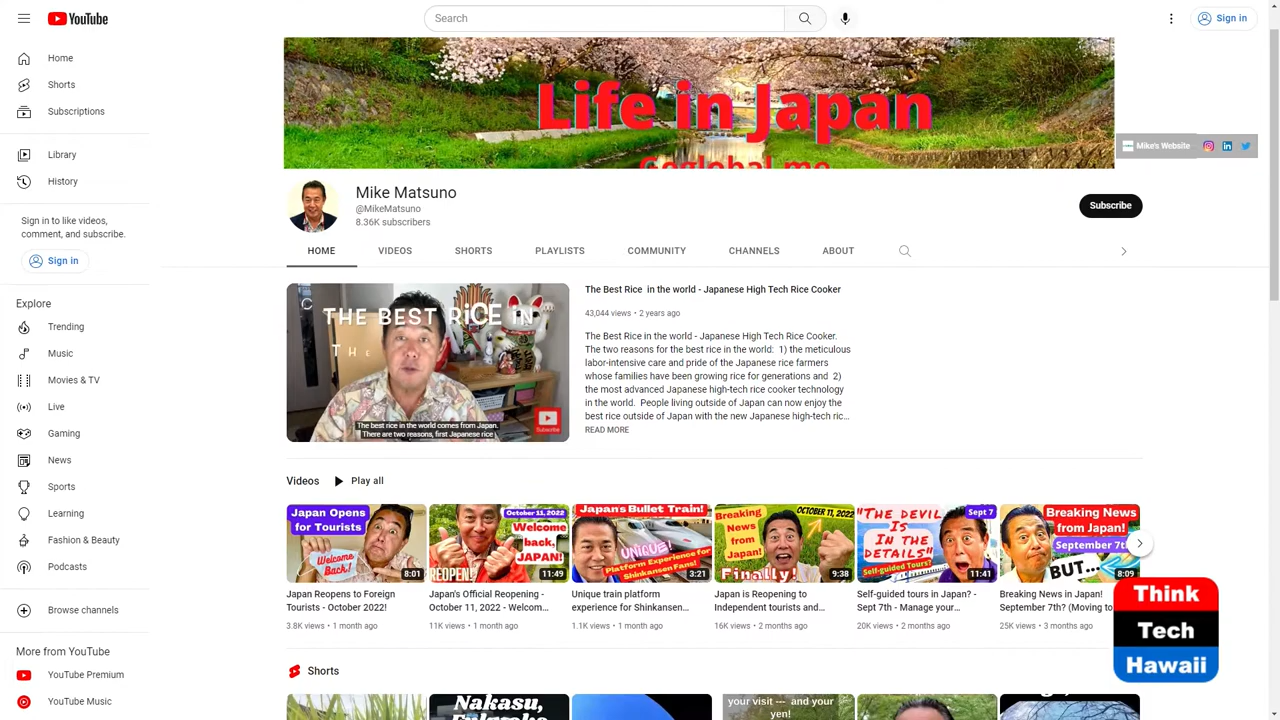 YouTube
Search
Sign in
Home
Shorts
Subscriptions
Library
History
Sign in to like videos,
comment, and subscribe.
Sign in
Explore
Trending
Music
Movies & TV
Live
Gaming
News
Sports
Learning
Fashion & Beauty
Podcasts
Browse channels
More from YouTube
YouTube Premium
YouTube Music
Life in Japan
Goglobal.me
Mike's Website
Mike Matsuno
@MikeMatsuno
8.36K subscribers
Subscribe
HOME
VIDEOS
SHORTS
PLAYLISTS
COMMUNITY
CHANNELS
ABOUT
THE BEST RiCE IN
THE
The best rice in the world comes from Japan.
There are two reasons, first Japanese rice
Subscribe
The Best Rice in the world - Japanese High Tech Rice Cooker
43,044 views • 2 years ago
The Best Rice in the world - Japanese High Tech Rice Cooker.
The two reasons for the best rice in the world: 1) the meticulous
labor-intensive care and pride of the Japanese rice farmers
whose families have been growing rice for generations and 2)
the most advanced Japanese high-tech rice cooker technology
in the world. People living outside of Japan can now enjoy the
best rice outside of Japan with the new Japanese high-tech ric...
READ MORE
Videos
Play all
Japan Opens
for Tourists
Welcome
Back!
8:01
Japan Reopens to Foreign
Tourists - October 2022!
3.8K views • 1 month ago
October 11, 2022
Welcome
back,
JAPAN!
REOPEN!
11:49
Japan's Official Reopening -
October 11, 2022 - Welcom...
11K views • 1 month ago
Japan's Bullet Train!
UNIQUE!
Platform Experience for
Shinkansen Fans!
3:21
Unique train platform
experience for Shinkansen...
1.1K views • 1 month ago
Breaking
News
from
Japan!
OCTOBER 11, 2022
Finally!
9:38
Japan is Reopening to
Independent tourists and...
16K views • 2 months ago
"THE DEVIL
IS
IN THE
DETAILS"
Sept 7
Self-guided Tours?
11:41
Self-guided tours in Japan? -
Sept 7th - Manage your...
20K views • 2 months ago
Breaking News
from Japan!
September 7th
BUT...
8:09
Breaking News in Japan!
September 7th? (Moving to
25K views • 3 months ago
Think
Tech
Hawaii
Shorts
Nakasu,
Fukuoka
your visit --- and your
yen!